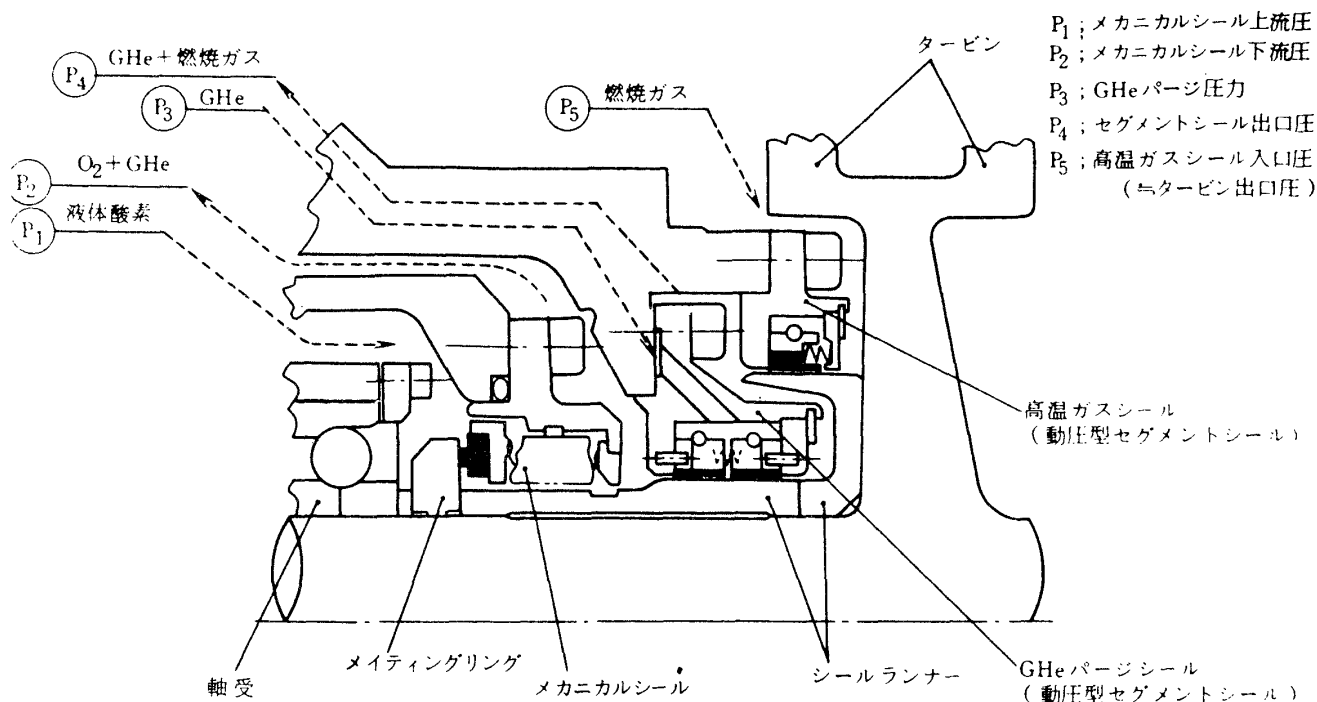 P₁；メカニカルシール上流圧
P₂；メカニカルシール下流圧
P₃；GHeパージ圧力
P₄；セグメントシール出口圧
P₅；高温ガスシール入口圧
（≒タービン出口圧）
タービン
P₄ GHe＋燃焼ガス
P₃ GHe
P₅ 燃焼ガス
P₂ O₂＋GHe
P₁ 液体酸素
高温ガスシール
（動圧型セグメントシール）
軸受
メイティングリング
メカニカルシール
シールランナー
GHeパージシール
（動圧型セグメントシール）